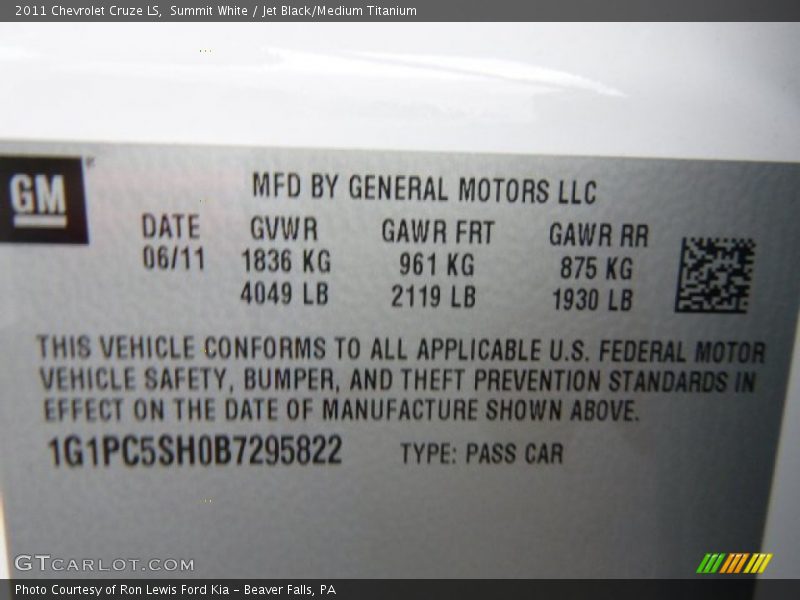 2011 Chevrolet Cruze LS,  Summit White / Jet Black/Medium Titanium
GM
MFD BY GENERAL MOTORS LLC
DATE GVWR GAWR FRT GAWR RR
06/11 1836 KG 961 KG 875 KG
4049 LB 2119 LB 1930 LB
THIS VEHICLE CONFORMS TO ALL APPLICABLE U.S. FEDERAL MOTOR
VEHICLE SAFETY, BUMPER, AND THEFT PREVENTION STANDARDS IN
EFFECT ON THE DATE OF MANUFACTURE SHOWN ABOVE.
1G1PC5SH0B7295822 TYPE: PASS CAR
GTCARLOT.COM
Photo Courtesy of Ron Lewis Ford Kia - Beaver Falls, PA